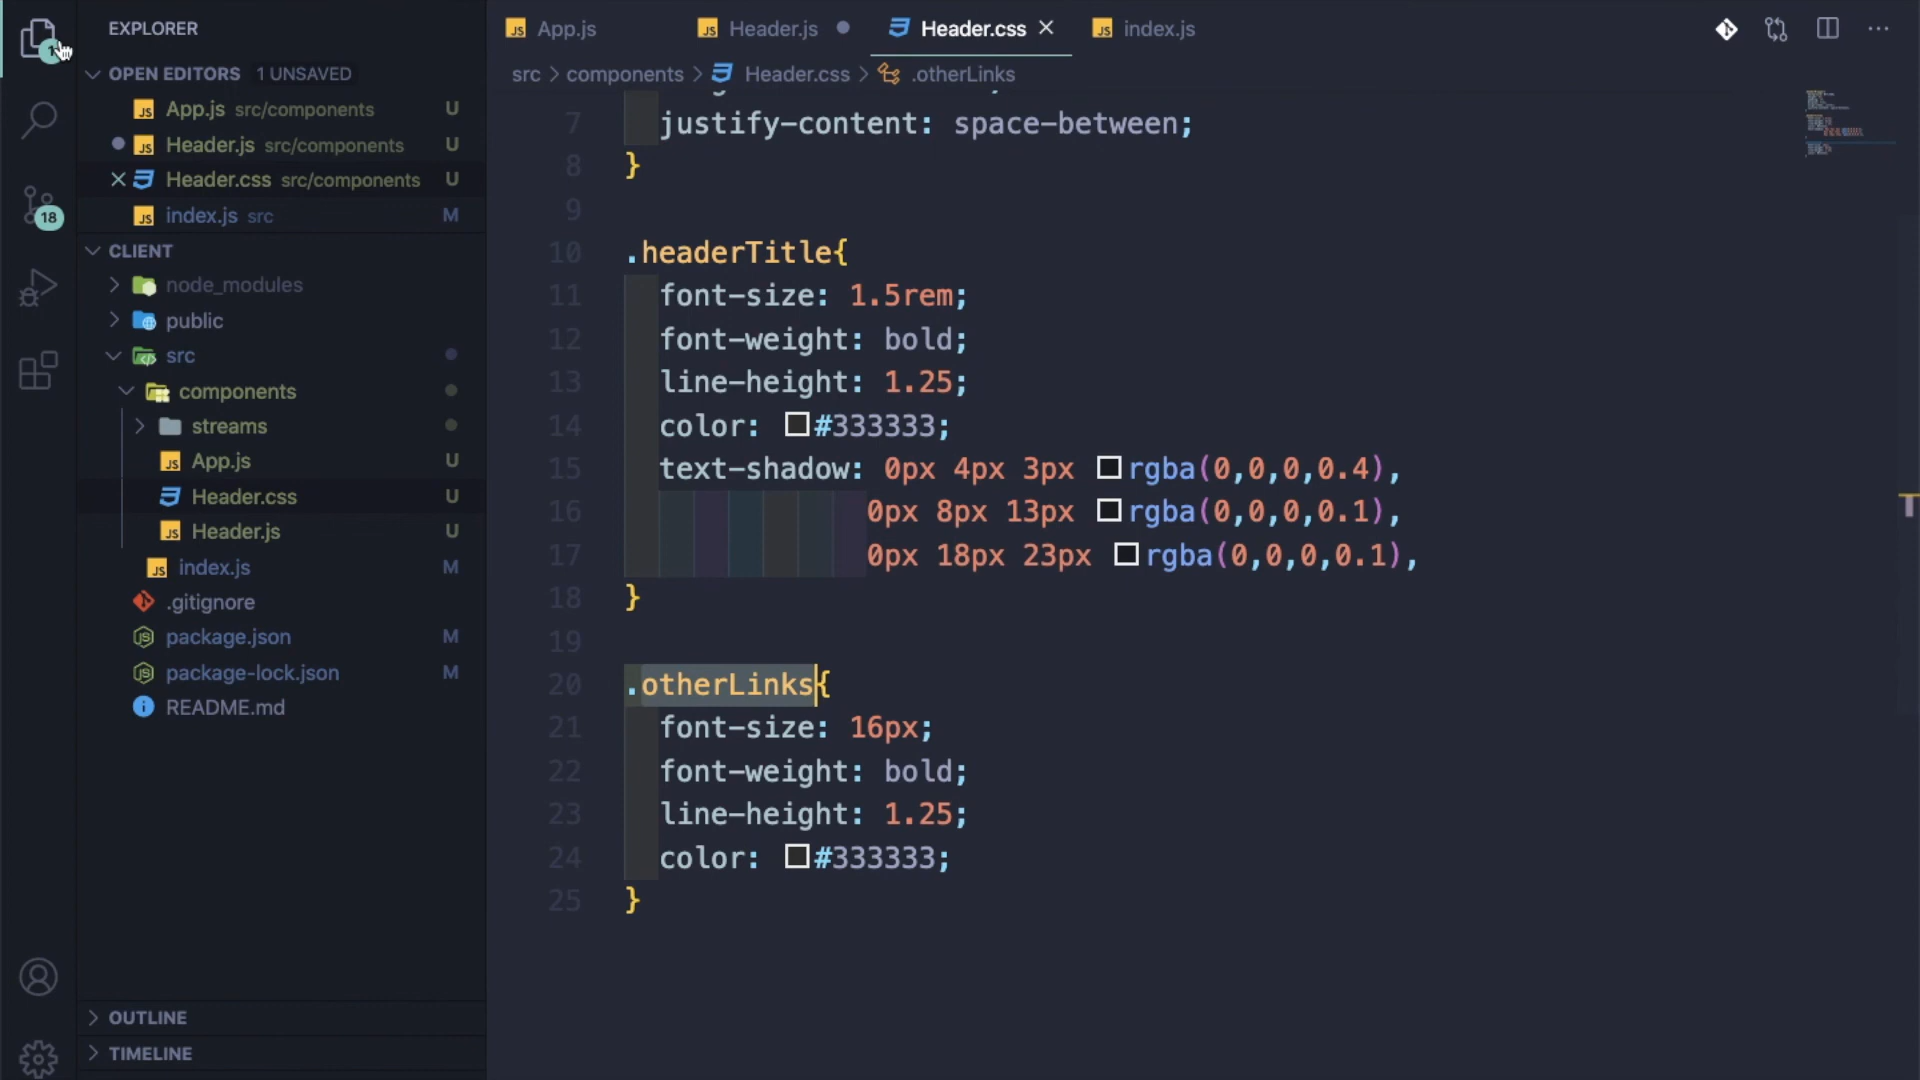 EXPLORER
OPEN EDITORS 1 UNSAVED
App.js src/components U
Header.js src/components U
Header.css src/components U
index.js src M
CLIENT
node_modules
public
src
components
streams
App.js U
Header.css U
Header.js U
index.js M
.gitignore
package.json M
package-lock.json M
README.md
OUTLINE
TIMELINE
1
18
App.js Header.js Header.css index.js
src > components > Header.css > .otherLinks
7 justify-content: space-between;
8 }
9
10 .headerTitle{
11 font-size: 1.5rem;
12 font-weight: bold;
13 line-height: 1.25;
14 color: #333333;
15 text-shadow: 0px 4px 3px rgba(0,0,0,0.4),
16 0px 8px 13px rgba(0,0,0,0.1),
17 0px 18px 23px rgba(0,0,0,0.1),
18 }
19
20 .otherLinks{
21 font-size: 16px;
22 font-weight: bold;
23 line-height: 1.25;
24 color: #333333;
25 }